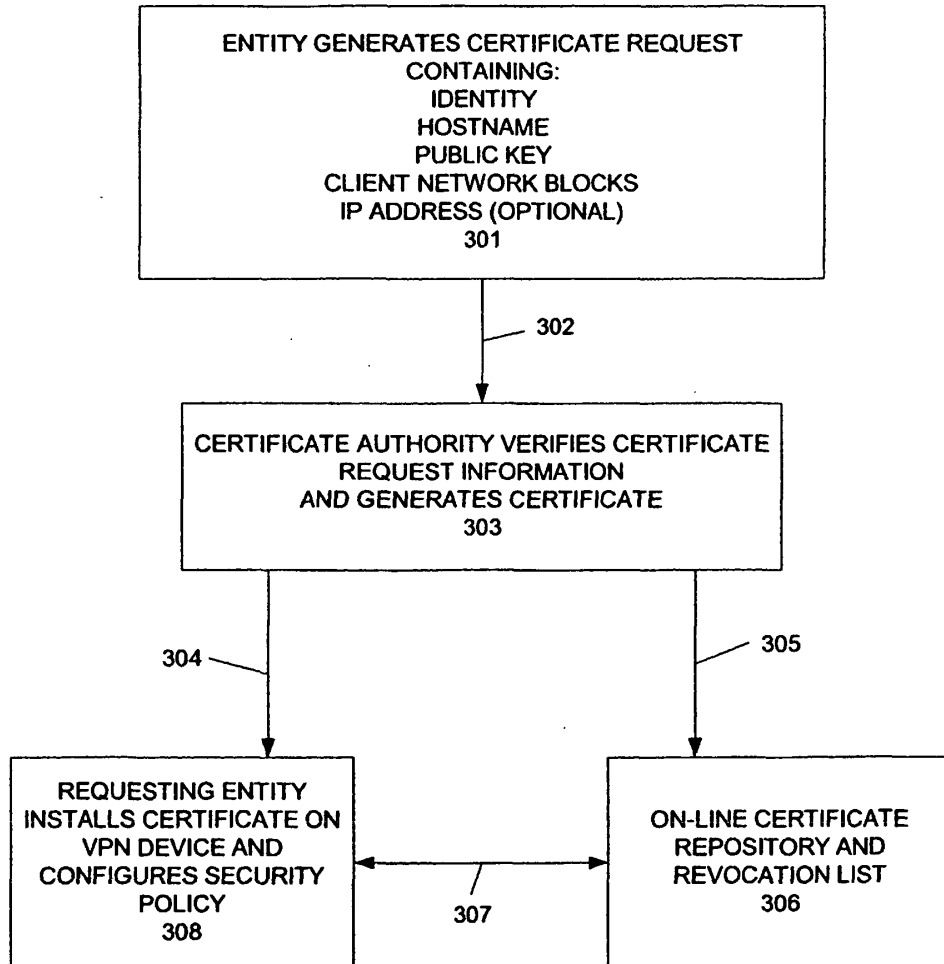 ENTITY GENERATES CERTIFICATE REQUEST
CONTAINING:
IDENTITY
HOSTNAME
PUBLIC KEY
CLIENT NETWORK BLOCKS
IP ADDRESS (OPTIONAL)
301
302
CERTIFICATE AUTHORITY VERIFIES CERTIFICATE
REQUEST INFORMATION
AND GENERATES CERTIFICATE
303
304
305
REQUESTING ENTITY
INSTALLS CERTIFICATE ON
VPN DEVICE AND
CONFIGURES SECURITY
POLICY
308
307
ON-LINE CERTIFICATE
REPOSITORY AND
REVOCATION LIST
306